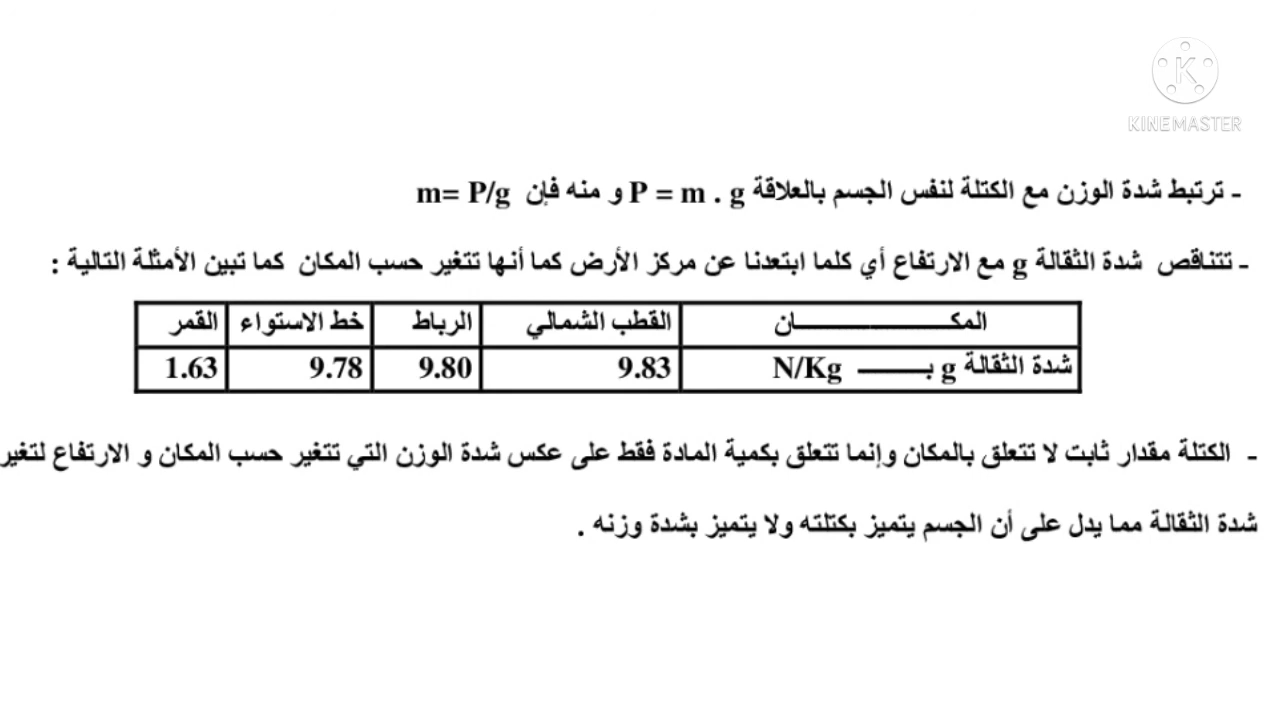 K
KINEMASTER
- ترتبط شدة الوزن مع الكتلة لنفس الجسم بالعلاقة P = m . g و منه فإن m= P/g
- تتناقص شدة الثقالة g مع الارتفاع أي كلما ابتعدنا عن مركز الأرض كما أنها تتغير حسب المكان كما تبين الأمثلة التالية :
المكـــــــــــــــان القطب الشمالي الرباط خط الاستواء القمر
شدة الثقالة g بـــــــ N/Kg 9.83 9.80 9.78 1.63
- الكتلة مقدار ثابت لا تتعلق بالمكان وإنما تتعلق بكمية المادة فقط على عكس شدة الوزن التي تتغير حسب المكان و الارتفاع لتغير
شدة الثقالة مما يدل على أن الجسم يتميز بكتلته ولا يتميز بشدة وزنه .